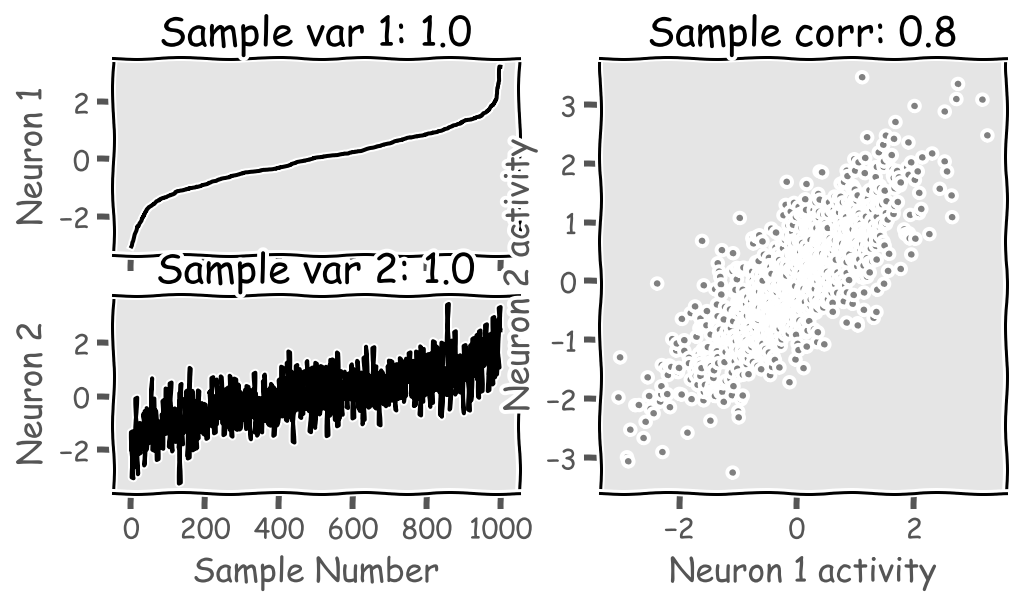 Sample var 1: 1.0
Neuron 1
2
0
−2
Sample var 2: 1.0
Neuron 2
2
0
−2
0 200 400 600 800 1000
Sample Number
Sample corr: 0.8
Neuron 2 activity
3
2
1
0
−1
−2
−3
−2 0 2
Neuron 1 activity